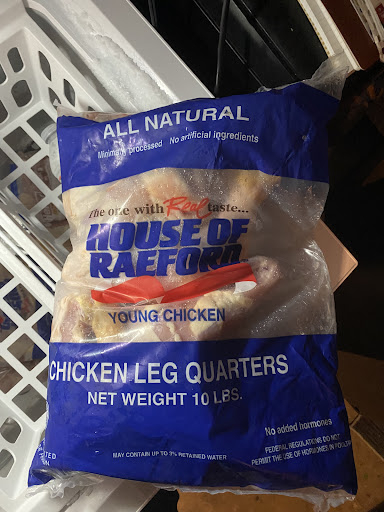 ALL NATURAL
Minimally processed No artificial ingredients
The one with Real taste...
HOUSE OF
RAEFORD
YOUNG CHICKEN
CHICKEN LEG QUARTERS
NET WEIGHT 10 LBS.
No added hormones
FEDERAL REGULATIONS DO NOT
PERMIT THE USE OF HORMONES IN
MAY CONTAIN UP TO 7% RETAINED WATER